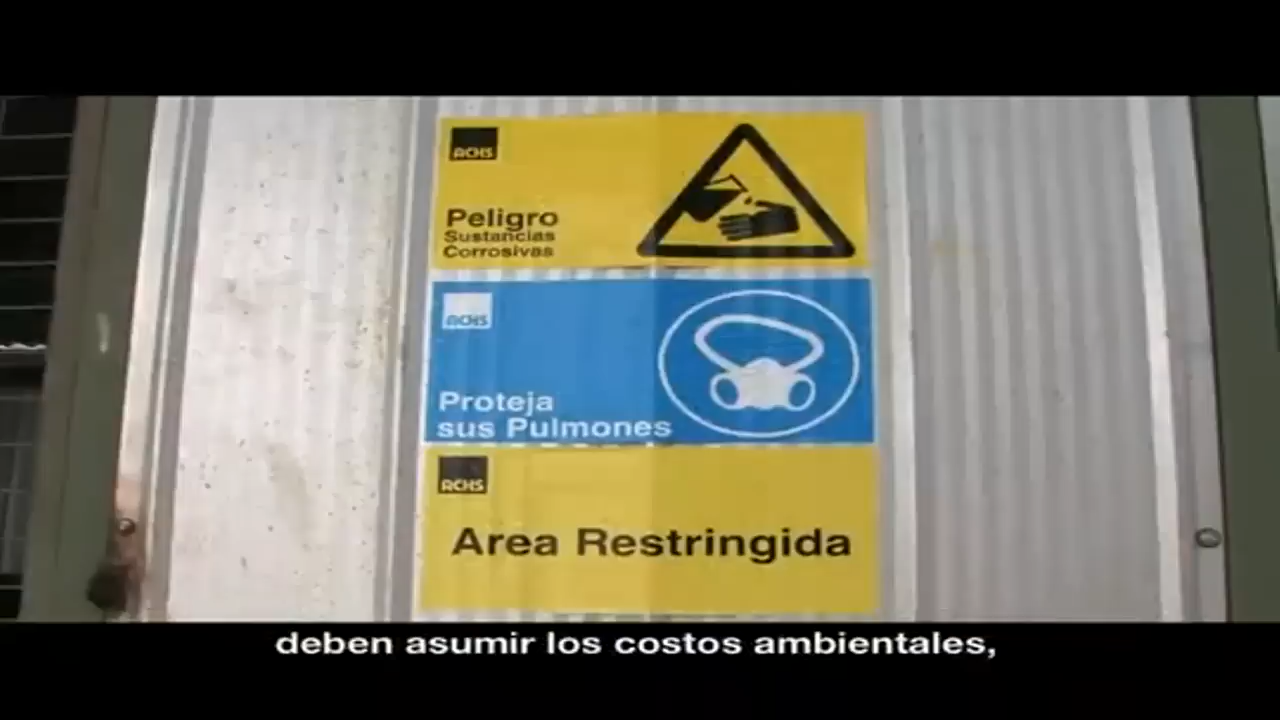 ACHS
Peligro
Sustancias
Corrosivas
ACHS
Proteja
sus Pulmones
ACHS
Area Restringida
deben asumir los costos ambientales,